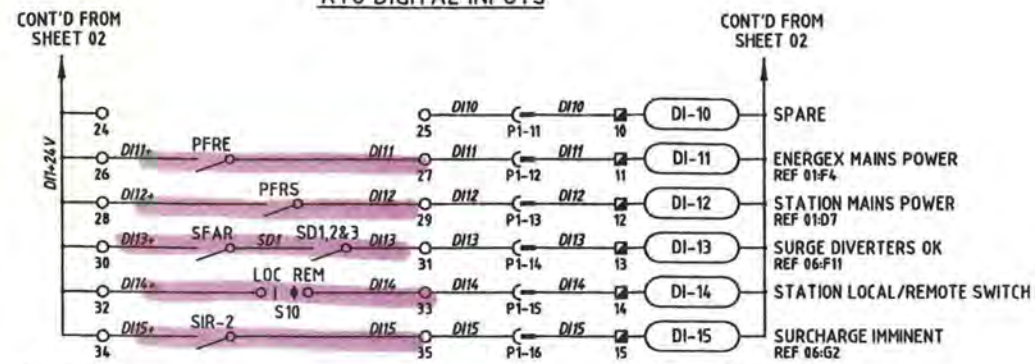 RTU DIGITAL INPUTS
CONT'D FROM
SHEET 02
CONT'D FROM
SHEET 02
DI1+24V
24
25
DI10
P1-11
DI10
10
DI-10
SPARE
DI11+
26
PFRE
DI11
27
DI11
P1-12
DI11
11
DI-11
ENERGEX MAINS POWER
REF 01:F4
DI12+
28
PFRS
DI12
29
DI12
P1-13
DI12
12
DI-12
STATION MAINS POWER
REF 01:D7
DI13+
30
SFAR
SD1
SD1,2&3
DI13
31
DI13
P1-14
DI13
13
DI-13
SURGE DIVERTERS OK
REF 06:F11
DI14+
32
LOC REM
S10
DI14
33
DI14
P1-15
DI14
14
DI-14
STATION LOCAL/REMOTE SWITCH
DI15+
34
SIR-2
DI15
35
DI15
P1-16
DI15
15
DI-15
SURCHARGE IMMINENT
REF 06:G2